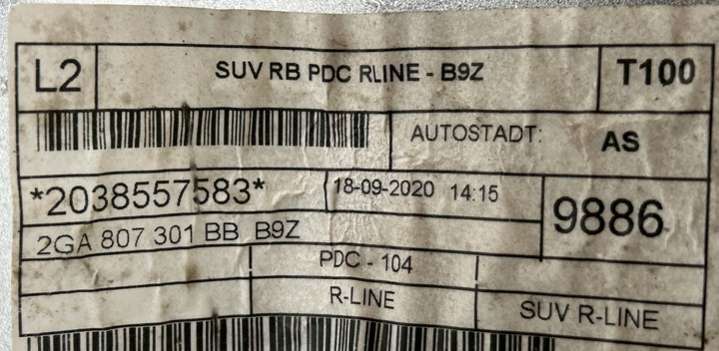 L2 SUV RB PDC RLINE - B9Z T100
AUTOSTADT: AS
*2038557583* 18-09-2020 14:15
9886
2GA 807 301 BB B9Z
PDC - 104
R-LINE SUV R-LINE